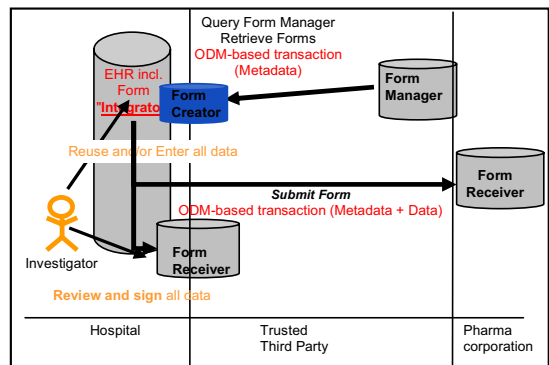 Query Form Manager
Retrieve Forms
ODM-based transaction
(Metadata)
EHR incl.
Form
"Integrato
Form
Creator
Form
Manager
Reuse and/or Enter all data
Submit Form
ODM-based transaction (Metadata + Data)
Form
Receiver
Form
Receiver
Investigator
Review and sign all data
Hospital
Trusted
Third Party
Pharma
corporation